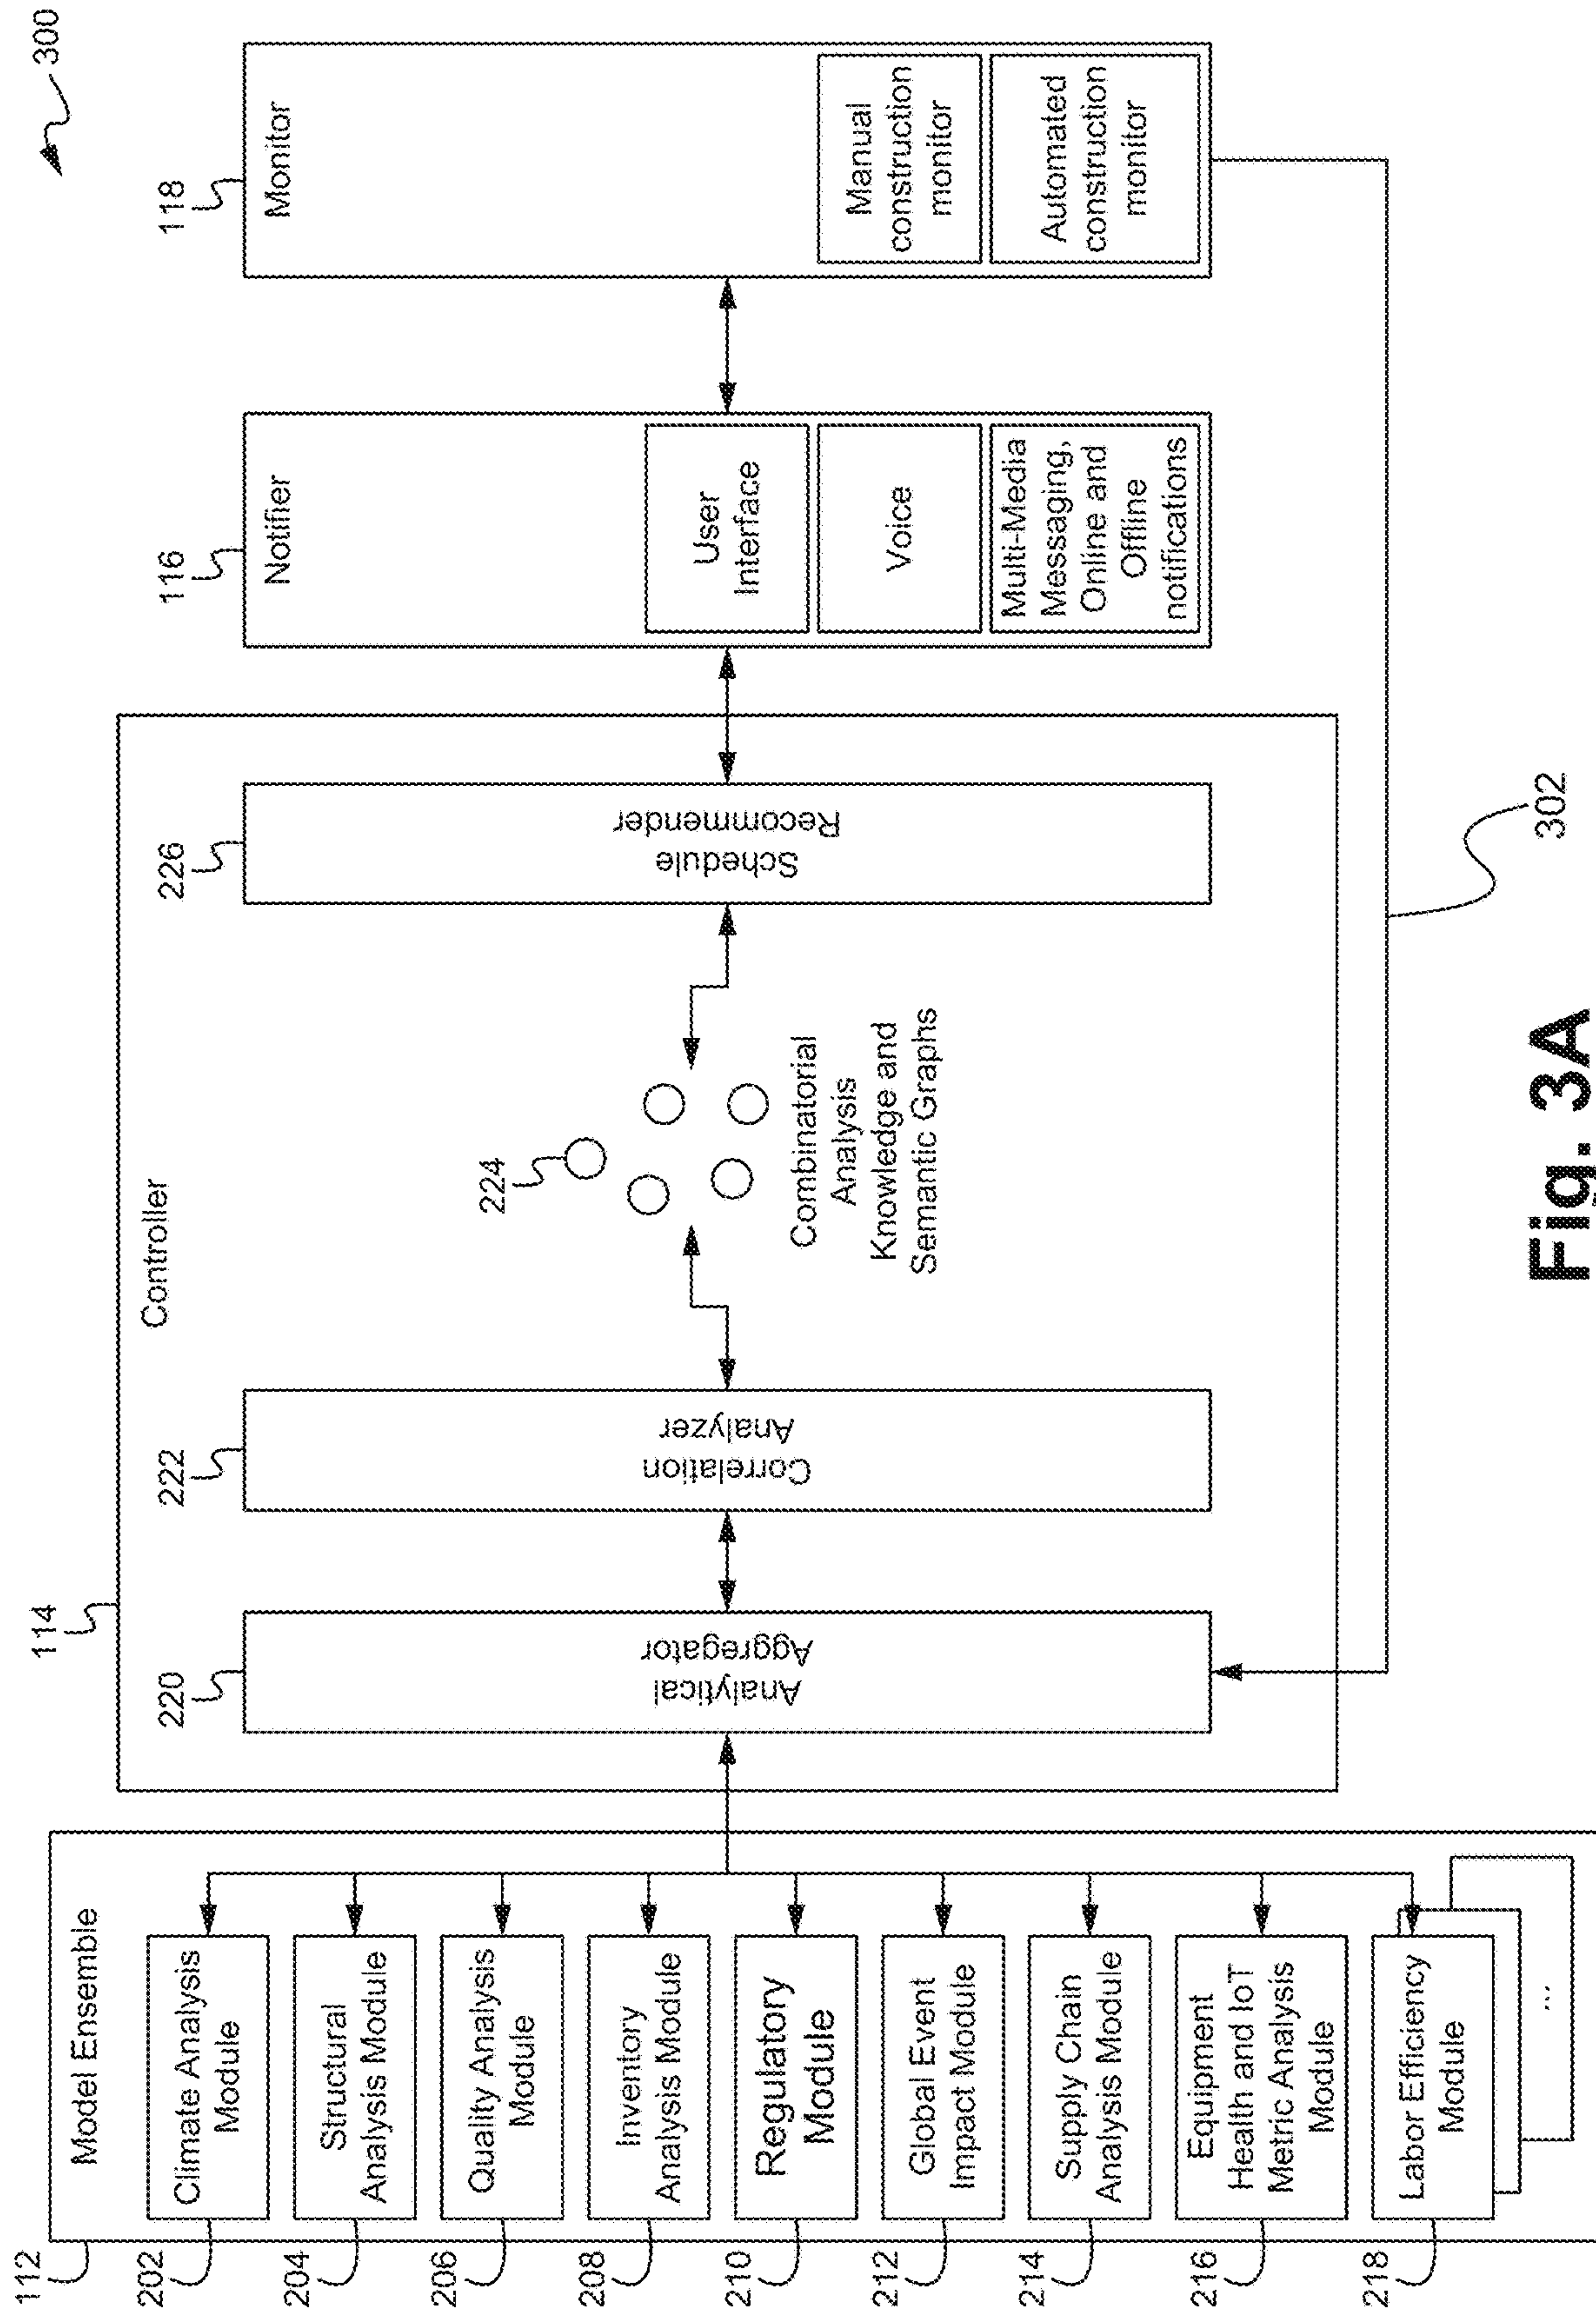 300
112
Model Ensemble
202
Climate Analysis
Module
204
Structural
Analysis Module
206
Quality Analysis
Module
208
Inventory
Analysis Module
210
Regulatory
Module
212
Global Event
Impact Module
214
Supply Chain
Analysis Module
216
Equipment
Health and IoT
Metric Analysis
Module
218
Labor Efficiency
Module
...
114
Controller
220
Analytical
Aggregator
222
Correlation
Analyzer
224
Combinatorial
Analysis
Knowledge and
Semantic Graphs
226
Schedule
Recommender
116
Notifier
User
Interface
Voice
Multi-Media
Messaging,
Online and
Offline
notifications
118
Monitor
Manual
construction
monitor
Automated
construction
monitor
302
Fig. 3A